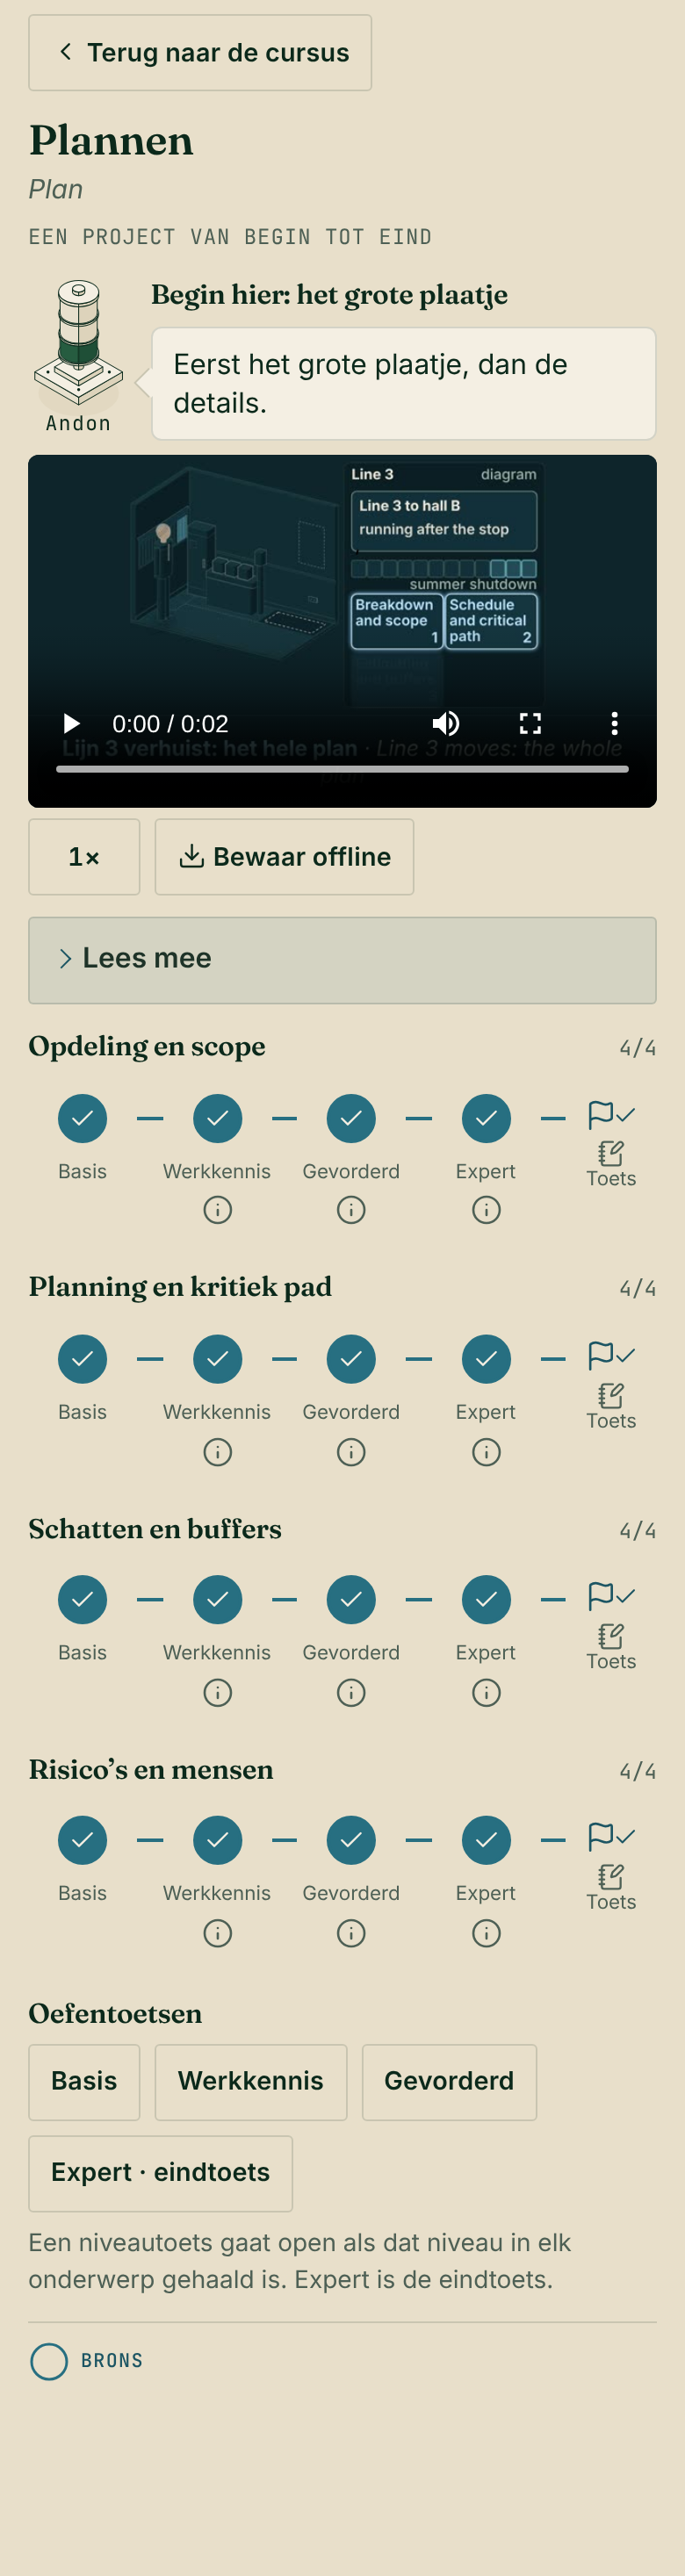 Terug naar de cursus
Plannen
Plan
EEN PROJECT VAN BEGIN TOT EIND
Begin hier: het grote plaatje
Eerst het grote plaatje, dan de
details.
Andon
Line 3 diagram
Line 3 to hall B
running after the stop
summer shutdown
Breakdown
and scope
1
Schedule
and critical
path 2
0:00 / 0:02
Lijn 3 verhuist: het hele plan · Line 3 moves: the whole
plan
1×
Bewaar offline
Lees mee
Opdeling en scope 4/4
Basis Werkkennis Gevorderd Expert Toets
Planning en kritiek pad 4/4
Basis Werkkennis Gevorderd Expert Toets
Schatten en buffers 4/4
Basis Werkkennis Gevorderd Expert Toets
Risico’s en mensen 4/4
Basis Werkkennis Gevorderd Expert Toets
Oefentoetsen
Basis Werkkennis Gevorderd
Expert · eindtoets
Een niveautoets gaat open als dat niveau in elk
onderwerp gehaald is. Expert is de eindtoets.
BRONS